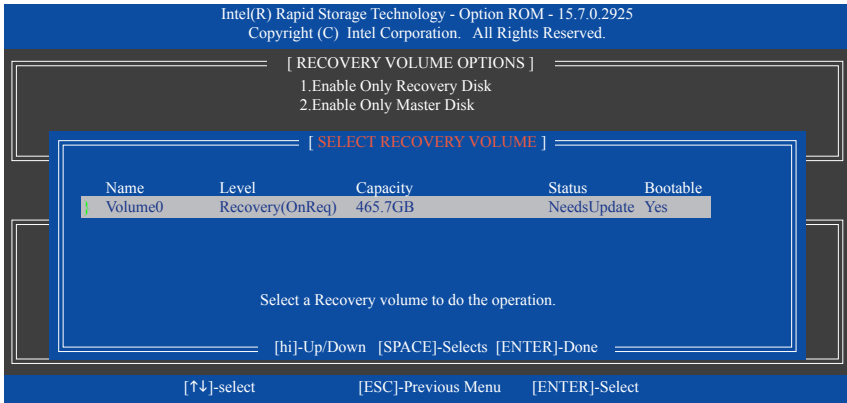 Intel(R) Rapid Storage Technology - Option ROM - 15.7.0.2925
Copyright (C) Intel Corporation. All Rights Reserved.
[ RECOVERY VOLUME OPTIONS ]
1.Enable Only Recovery Disk
2.Enable Only Master Disk
[ SELECT RECOVERY VOLUME ]
Name Level Capacity Status Bootable
Volume0 Recovery(OnReq) 465.7GB NeedsUpdate Yes
Select a Recovery volume to do the operation.
[hi]-Up/Down [SPACE]-Selects [ENTER]-Done
[↑↓]-select [ESC]-Previous Menu [ENTER]-Select